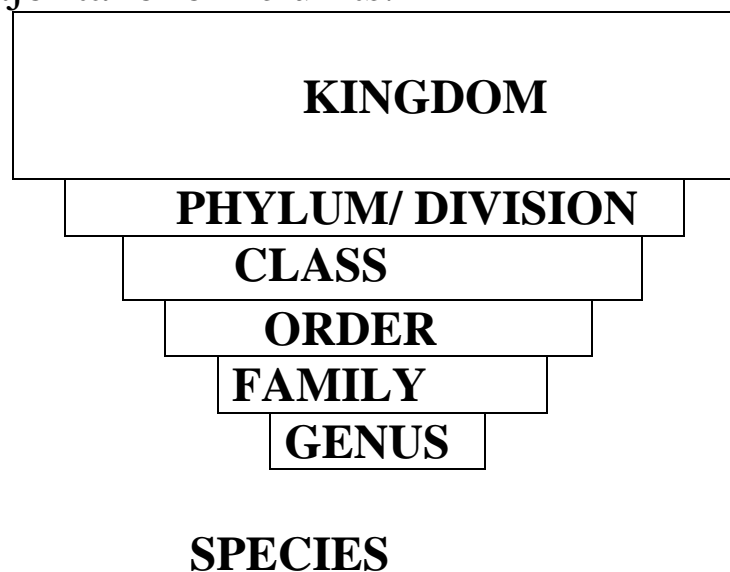 KINGDOM
PHYLUM/ DIVISION
CLASS
ORDER
FAMILY
GENUS
SPECIES